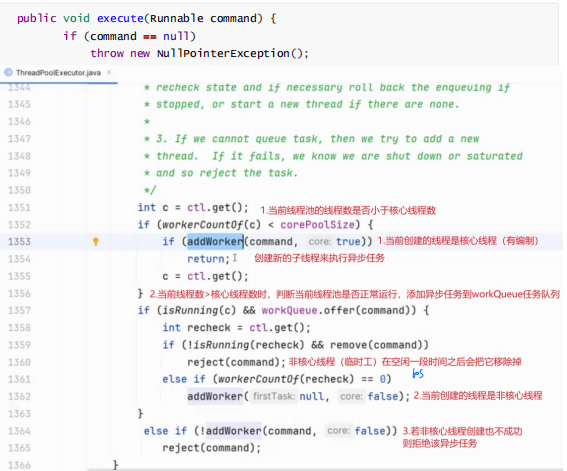 public void execute(Runnable command) {
if (command == null)
throw new NullPointerException();
ThreadPoolExecutor.java ×
1344 * recheck state and if necessary roll back the enqueuing if
1345 * stopped, or start a new thread if there are none.
1346 *
1347 * 3. If we cannot queue task, then we try to add a new
1348 * thread. If it fails, we know we are shut down or saturated
1349 * and so reject the task.
1350 */
1351 int c = ctl.get(); 1.当前线程池的线程数是否小于核心线程数
1352 if (workerCountOf(c) < corePoolSize) {
1353 if (addWorker(command, core: true)) 1.当前创建的线程是核心线程（有编制）
1354 return; 创建新的子线程来执行异步任务
1355 c = ctl.get();
1356 } 2.当前线程数>核心线程数时，判断当前线程池是否正常运行，添加异步任务到workQueue任务队列
1357 if (isRunning(c) && workQueue.offer(command)) {
1358 int recheck = ctl.get();
1359 if (!isRunning(recheck) && remove(command))
1360 reject(command); 非核心线程（临时工）在空闲一段时间之后会把它移除掉
60s
1361 else if (workerCountOf(recheck) == 0)
1362 addWorker( firstTask: null, core: false); 2.当前创建的线程是非核心线程
1363 }
1364 else if (!addWorker(command, core: false)) 3.若非核心线程创建也不成功
1365 reject(command); 则拒绝该异步任务
1366 }